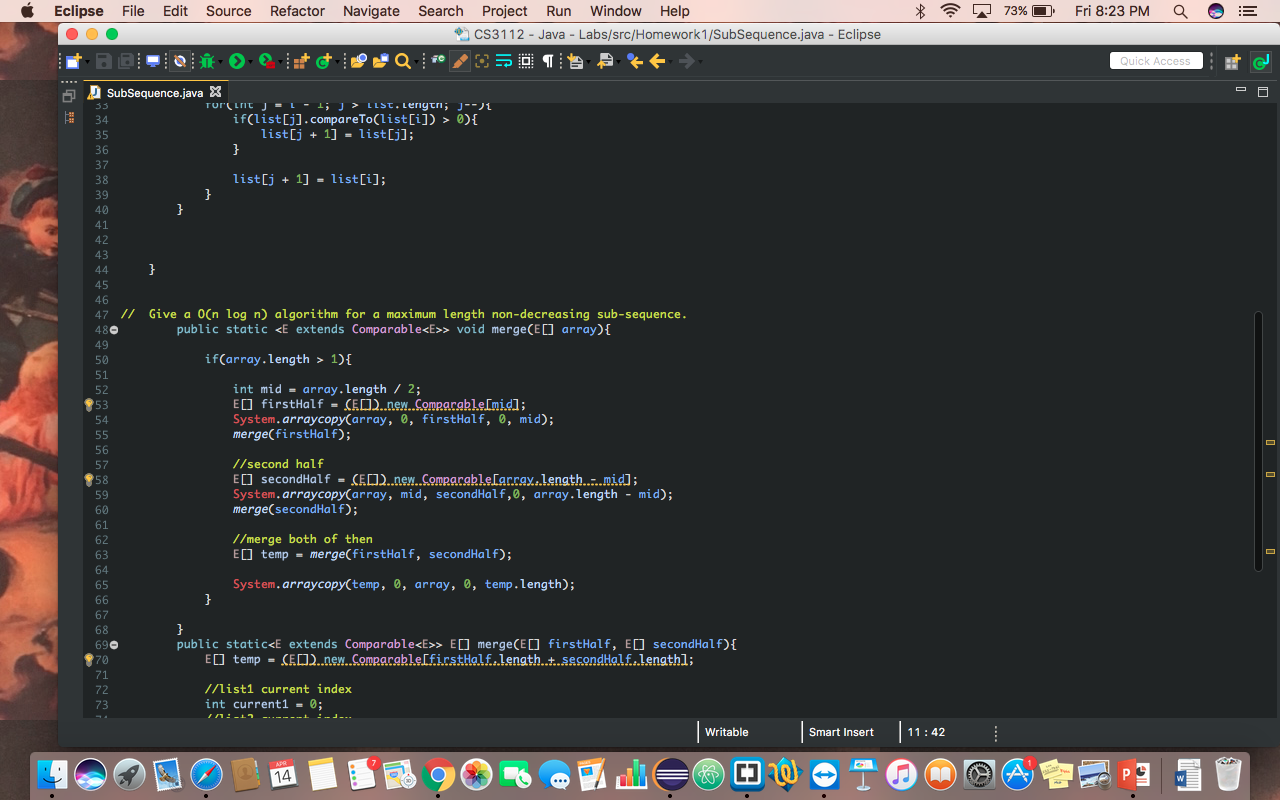 Eclipse File Edit Source Refactor Navigate Search Project Run Window Help 73% Fri 8:23 PM
CS3112 - Java - Labs/src/Homework1/SubSequence.java - Eclipse
Quick Access
SubSequence.java
33 for(int j = i - 1; j > list.length; j--){
34 if(list[j].compareTo(list[i]) > 0){
35 list[j + 1] = list[j];
36 }
37
38 list[j + 1] = list[i];
39 }
40 }
41
42
43
44 }
45
46
47 // Give a O(n log n) algorithm for a maximum length non-decreasing sub-sequence.
48 public static <E extends Comparable<E>> void merge(E[] array){
49
50 if(array.length > 1){
51
52 int mid = array.length / 2;
53 E[] firstHalf = (E[]) new Comparable[mid];
54 System.arraycopy(array, 0, firstHalf, 0, mid);
55 merge(firstHalf);
56
57 //second half
58 E[] secondHalf = (E[]) new Comparable[array.length - mid];
59 System.arraycopy(array, mid, secondHalf,0, array.length - mid);
60 merge(secondHalf);
61
62 //merge both of then
63 E[] temp = merge(firstHalf, secondHalf);
64
65 System.arraycopy(temp, 0, array, 0, temp.length);
66 }
67
68 }
69 public static<E extends Comparable<E>> E[] merge(E[] firstHalf, E[] secondHalf){
70 E[] temp = (E[]) new Comparable[firstHalf.length + secondHalf.length];
71
72 //list1 current index
73 int current1 = 0;
74 //list2 current index
Writable Smart Insert 11 : 42
APR 14 7 1